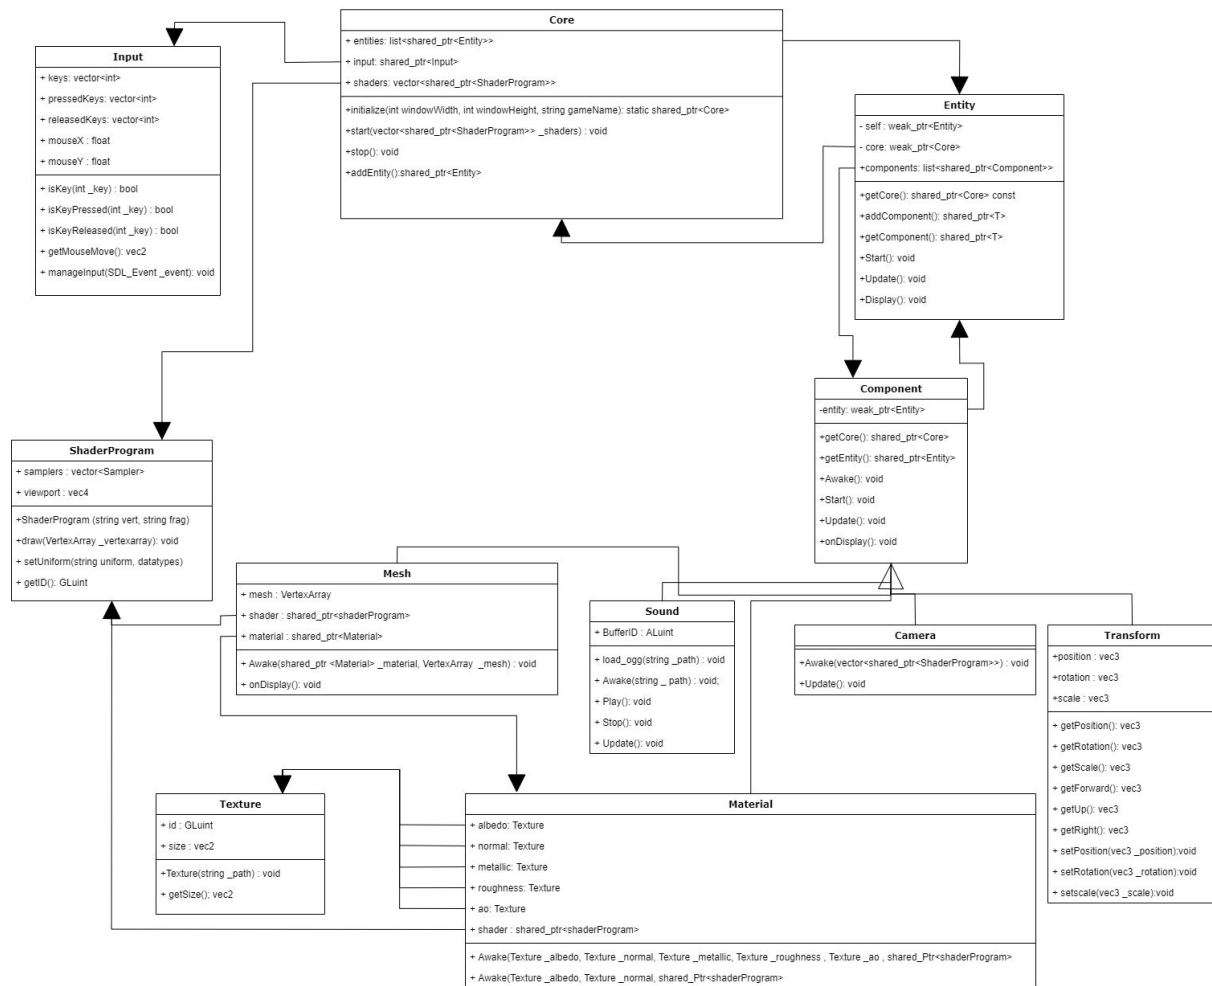 Core
+ entities: list<shared_ptr<Entity>>
+ input: shared_ptr<Input>
+ shaders: vector<shared_ptr<ShaderProgram>>
+initialize(int windowWidth, int windowHeight, string gameName): static shared_ptr<Core>
+start(vector<shared_ptr<ShaderProgram>> _shaders) : void
+stop(): void
+addEntity():shared_ptr<Entity>
Input
+ keys: vector<int>
+ pressedKeys: vector<int>
+ releasedKeys: vector<int>
+ mouseX : float
+ mouseY : float
+ isKey(int _key) : bool
+ isKeyPressed(int _key) : bool
+ isKeyReleased(int _key) : bool
+ getMouseMove(): vec2
+ manageInput(SDL_Event _event): void
Entity
- self : weak_ptr<Entity>
- core: weak_ptr<Core>
+components: list<shared_ptr<Component>>
+getCore(): shared_ptr<Core> const
+addComponent(): shared_ptr<T>
+getComponent(): shared_ptr<T>
+Start(): void
+Update(): void
+Display(): void
Component
-entity: weak_ptr<Entity>
+getCore(): shared_ptr<Core>
+getEntity(): shared_ptr<Entity>
+Awake(): void
+Start(): void
+Update(): void
+onDisplay(): void
ShaderProgram
+ samplers : vector<Sampler>
+ viewport : vec4
+ShaderProgram (string vert, string frag)
+draw(VertexArray _vertexarray): void
+ setUniform(string uniform, datatypes)
+ getID(): GLuint
Mesh
+ mesh : VertexArray
+ shader : shared_ptr<shaderProgram>
+ material : shared_ptr<Material>
+ Awake(shared_ptr <Material> _material, VertexArray _mesh) : void
+ onDisplay(): void
Sound
+ BufferID : ALuint
+ load_ogg(string _path) : void
+ Awake(string _ path) : void;
+ Play(): void
+ Stop(): void
+ Update(): void
Camera
+Awake(vector<shared_ptr<ShaderProgram>>) : void
+Update(): void
Transform
+position : vec3
+rotation : vec3
+scale : vec3
+ getPosition(): vec3
+ getRotation(): vec3
+ getScale(): vec3
+ getForward(): vec3
+ getUp(): vec3
+ getRight(): vec3
+ setPosition(vec3 _position):void
+ setRotation(vec3 _rotation):void
+ setscale(vec3 _scale):void
Texture
+ id : GLuint
+ size : vec2
+Texture(string _path) : void
+ getSize(); vec2
Material
+ albedo: Texture
+ normal: Texture
+ metallic: Texture
+ roughness: Texture
+ ao: Texture
+ shader : shared_ptr<shaderProgram>
+ Awake(Texture _albedo, Texture _normal, Texture _metallic, Texture _roughness , Texture _ao , shared_Ptr<shaderProgram>
+ Awake(Texture _albedo, Texture _normal, shared_Ptr<shaderProgram>